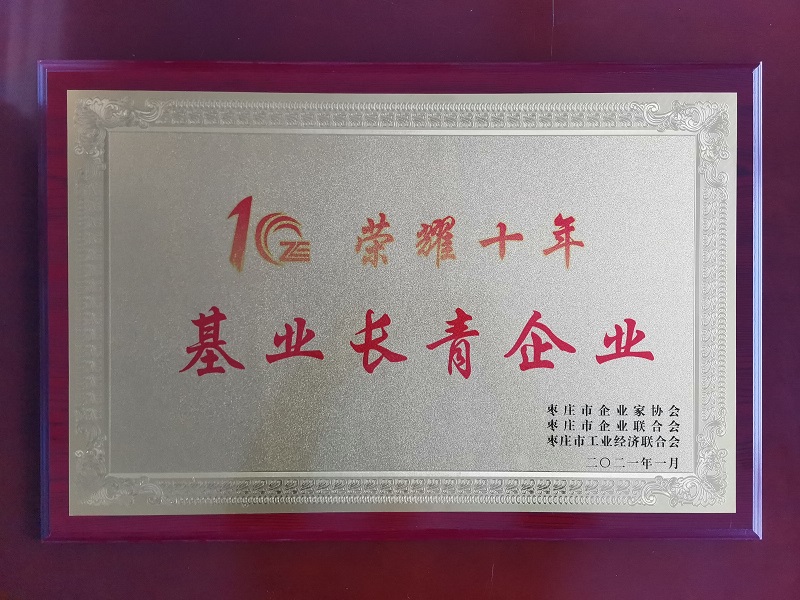 10 ZE 荣耀十年
基业长青企业
枣庄市企业家协会
枣庄市企业联合会
枣庄市工业经济联合会
二〇二一年一月